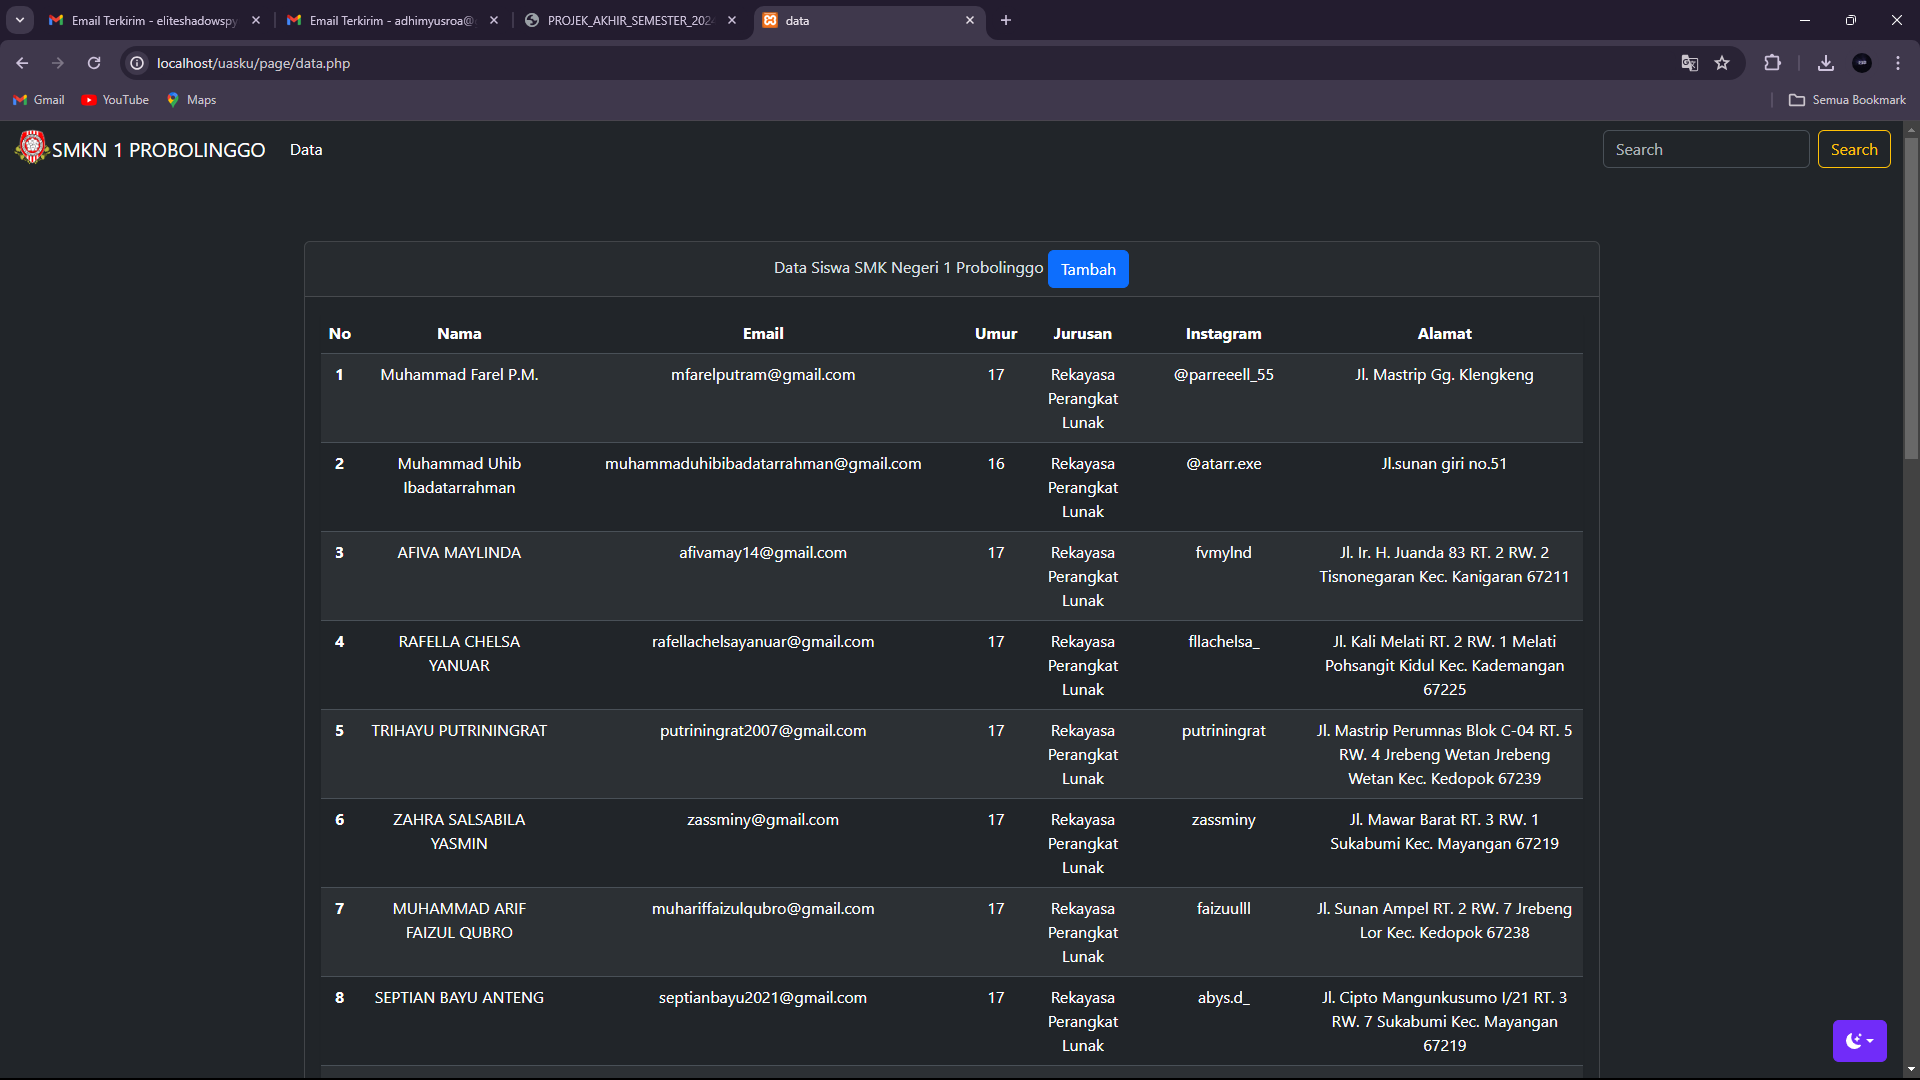 Email Terkirim - eliteshadowspy
Email Terkirim - adhimyusroa@
PROJEK_AKHIR_SEMESTER_202
data
localhost/uasku/page/data.php
Gmail
YouTube
Maps
Semua Bookmark
SMKN 1 PROBOLINGGO
Data
Search
Search
Data Siswa SMK Negeri 1 Probolinggo
Tambah
No Nama Email Umur Jurusan Instagram Alamat
1 Muhammad Farel P.M. mfarelputram@gmail.com 17 Rekayasa @parreeell_55 Jl. Mastrip Gg. Klengkeng
Perangkat
Lunak
2 Muhammad Uhib muhammaduhibibadatarrahman@gmail.com 16 Rekayasa @atarr.exe Jl.sunan giri no.51
Ibadatarrahman Perangkat
Lunak
3 AFIVA MAYLINDA afivamay14@gmail.com 17 Rekayasa fvmylnd Jl. Ir. H. Juanda 83 RT. 2 RW. 2
Perangkat Tisnonegaran Kec. Kanigaran 67211
Lunak
4 RAFELLA CHELSA rafellachelsayanuar@gmail.com 17 Rekayasa fllachelsa_ Jl. Kali Melati RT. 2 RW. 1 Melati
YANUAR Perangkat Pohsangit Kidul Kec. Kademangan
Lunak 67225
5 TRIHAYU PUTRININGRAT putriningrat2007@gmail.com 17 Rekayasa putriningrat Jl. Mastrip Perumnas Blok C-04 RT. 5
Perangkat RW. 4 Jrebeng Wetan Jrebeng
Lunak Wetan Kec. Kedopok 67239
6 ZAHRA SALSABILA zassminy@gmail.com 17 Rekayasa zassminy Jl. Mawar Barat RT. 3 RW. 1
YASMIN Perangkat Sukabumi Kec. Mayangan 67219
Lunak
7 MUHAMMAD ARIF muhariffaizulqubro@gmail.com 17 Rekayasa faizuulll Jl. Sunan Ampel RT. 2 RW. 7 Jrebeng
FAIZUL QUBRO Perangkat Lor Kec. Kedopok 67238
Lunak
8 SEPTIAN BAYU ANTENG septianbayu2021@gmail.com 17 Rekayasa abys.d_ Jl. Cipto Mangunkusumo I/21 RT. 3
Perangkat RW. 7 Sukabumi Kec. Mayangan
Lunak 67219